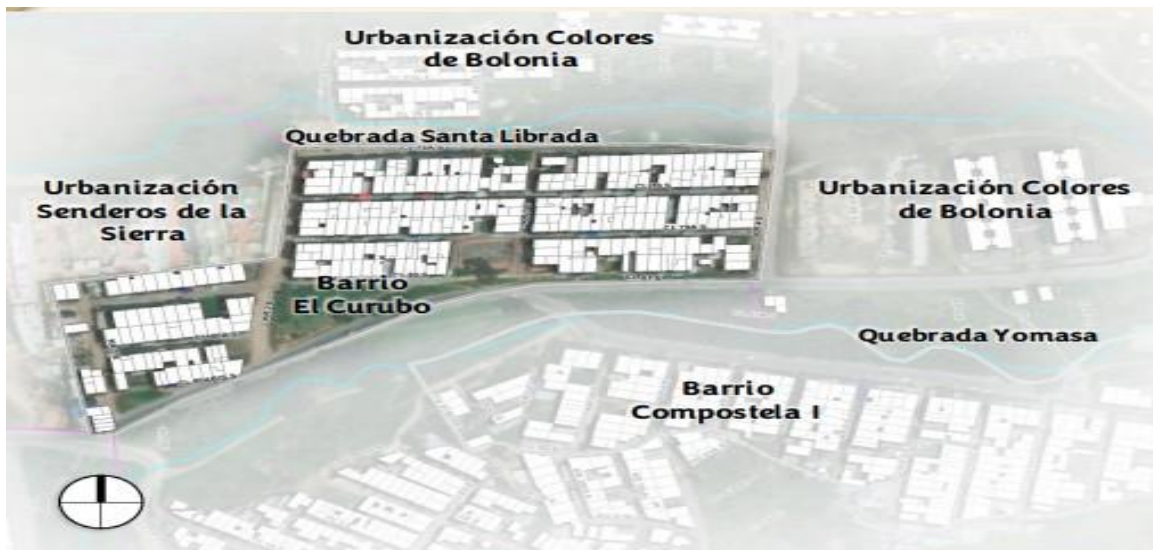 Urbanización Colores
de Bolonia
Quebrada Santa Librada
Urbanización
Senderos de la
Sierra
Urbanización Colores
de Bolonia
Barrio
El Curubo
Quebrada Yomasa
Barrio
Compostela I